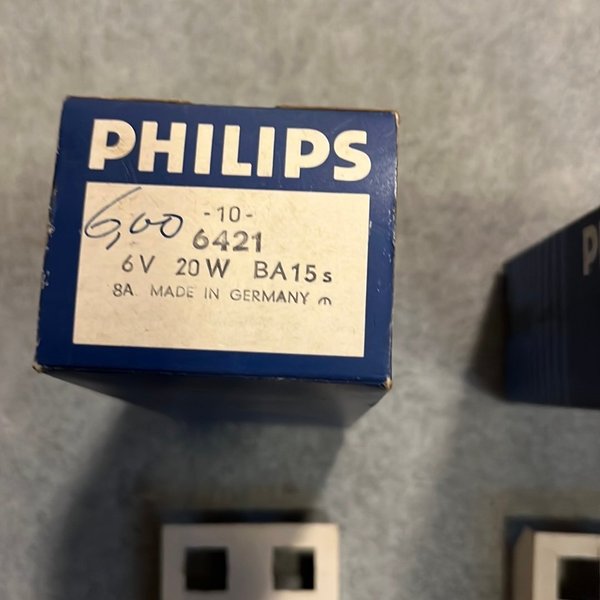 PHILIPS
6,00
-10-
6421
6V 20W BA15s
8A. MADE IN GERMANY